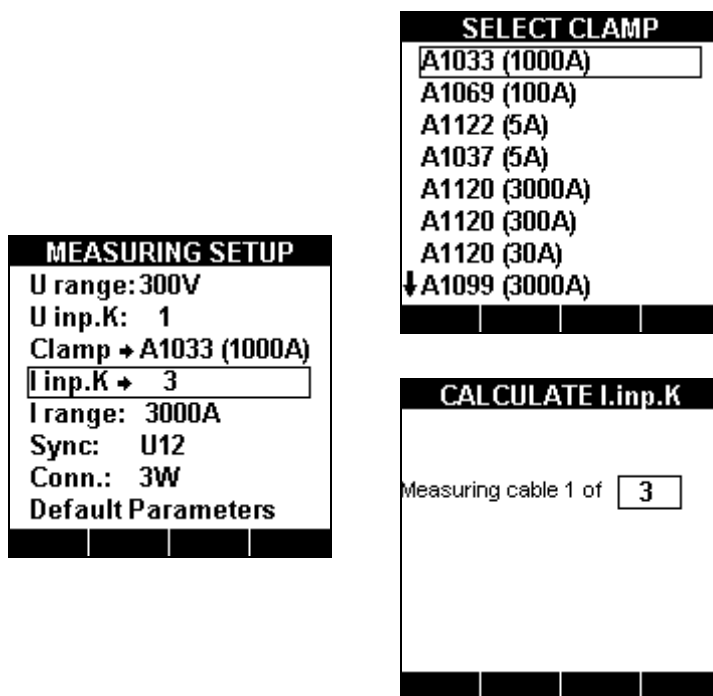 MEASURING SETUP
U range: 300V
U inp.K: 1
Clamp → A1033 (1000A)
I inp.K → 3
I range: 3000A
Sync: U12
Conn.: 3W
Default Parameters
SELECT CLAMP
A1033 (1000A)
A1069 (100A)
A1122 (5A)
A1037 (5A)
A1120 (3000A)
A1120 (300A)
A1120 (30A)
↓A1099 (3000A)
CALCULATE I.inp.K
Measuring cable 1 of 3